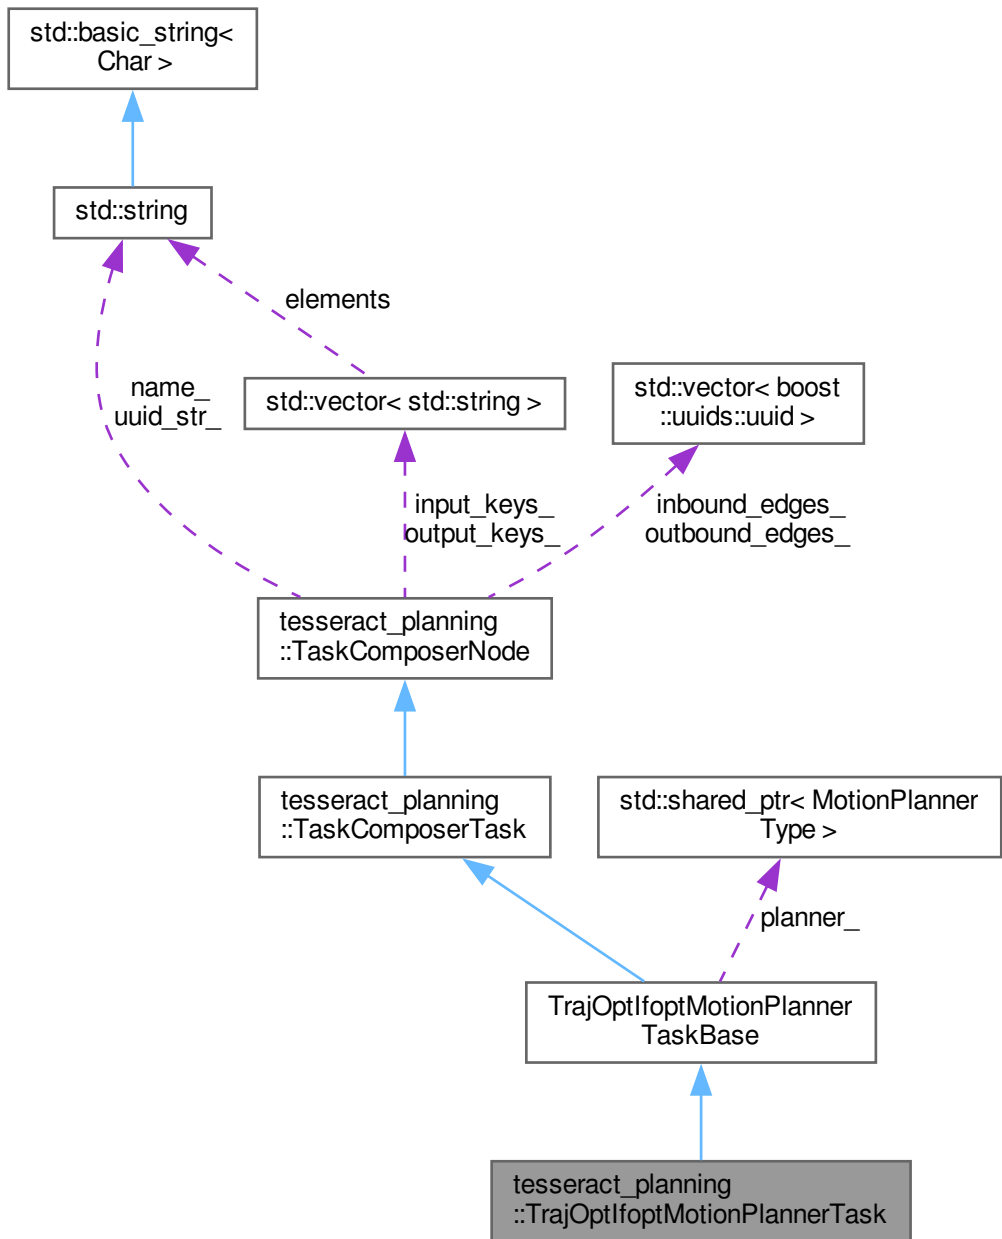 std::basic_string<
Char >
std::string
elements
name_
uuid_str_
std::vector< std::string >
std::vector< boost
::uuids::uuid >
input_keys_
output_keys_
inbound_edges_
outbound_edges_
tesseract_planning
::TaskComposerNode
tesseract_planning
::TaskComposerTask
std::shared_ptr< MotionPlanner
Type >
planner_
TrajOptIfoptMotionPlanner
TaskBase
tesseract_planning
::TrajOptIfoptMotionPlannerTask